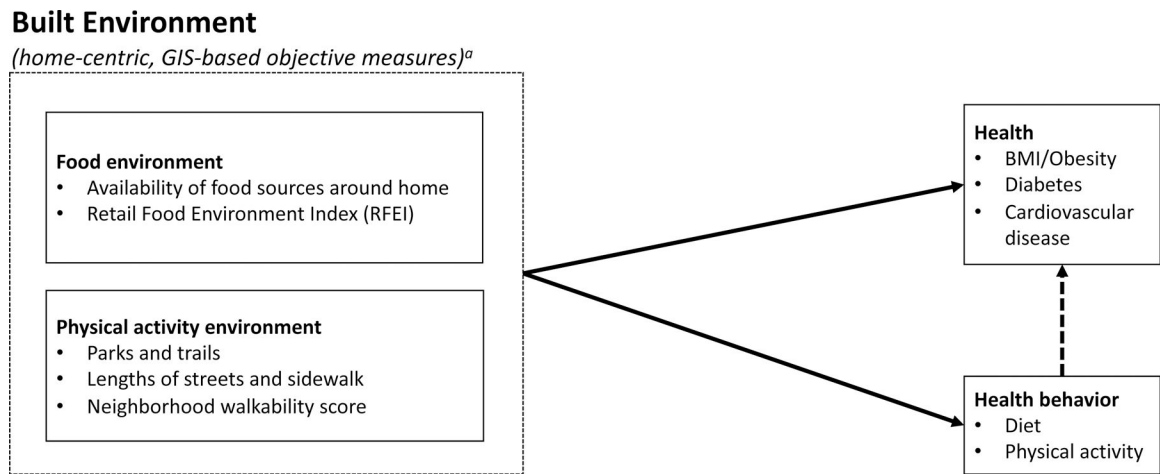 Built Environment
(home-centric, GIS-based objective measures)ᵃ
Food environment
• Availability of food sources around home
• Retail Food Environment Index (RFEI)
Physical activity environment
• Parks and trails
• Lengths of streets and sidewalk
• Neighborhood walkability score
Health
• BMI/Obesity
• Diabetes
• Cardiovascular
disease
Health behavior
• Diet
• Physical activity